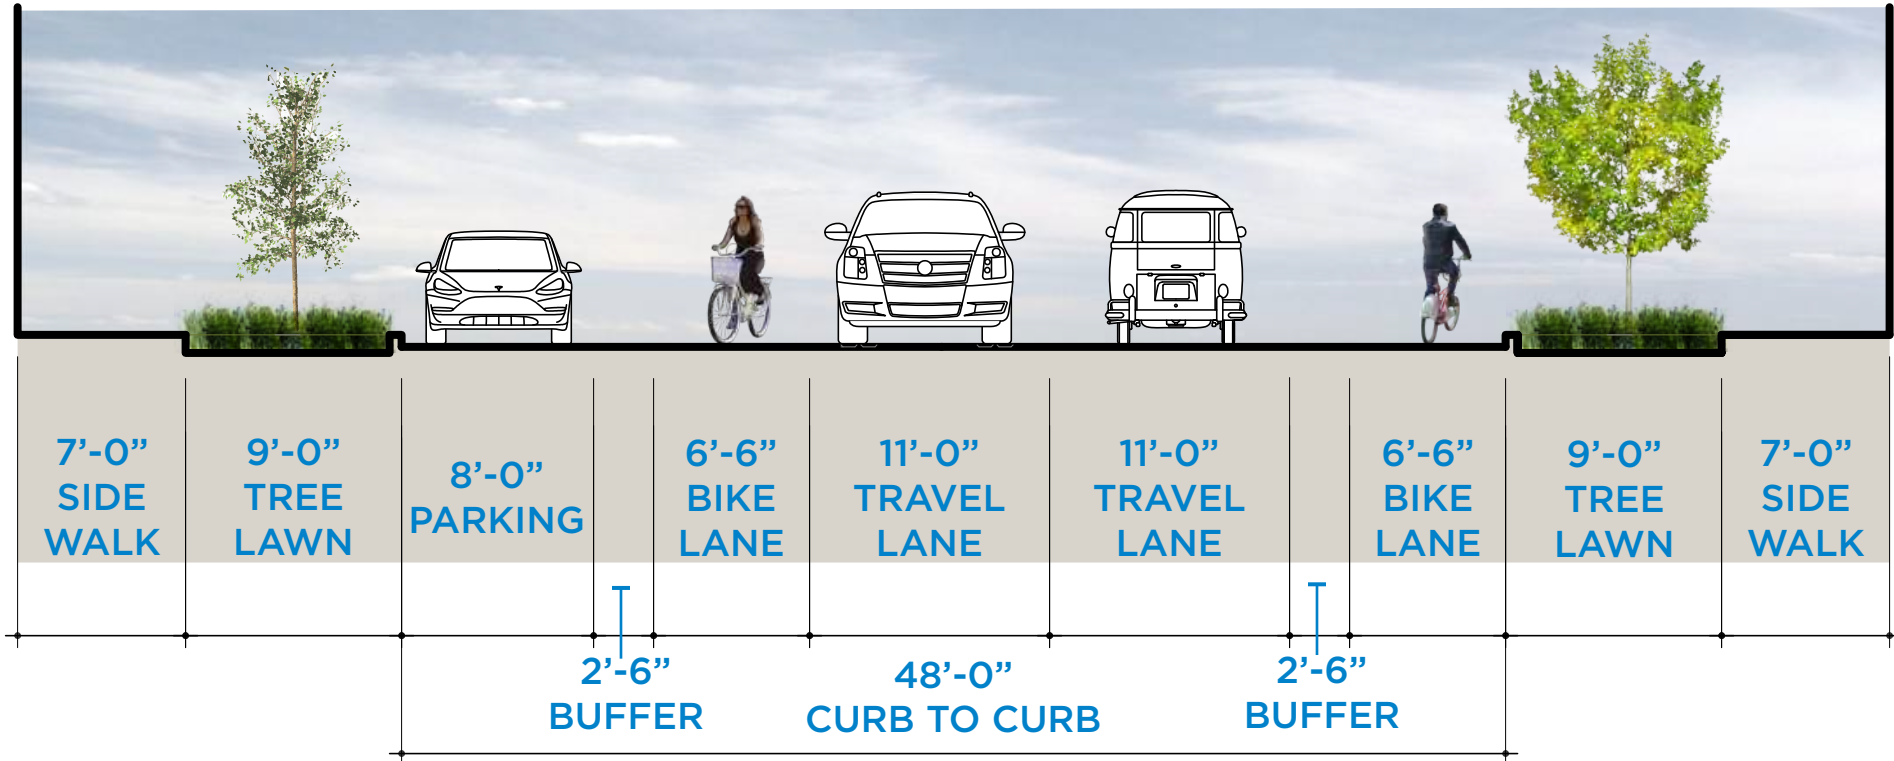 7’-0”
SIDE
WALK
9’-0”
TREE
LAWN
8’-0”
PARKING
6’-6”
BIKE
LANE
11’-0”
TRAVEL
LANE
11’-0”
TRAVEL
LANE
6’-6”
BIKE
LANE
9’-0”
TREE
LAWN
7’-0”
SIDE
WALK
2’-6”
BUFFER
48’-0”
CURB TO CURB
2’-6”
BUFFER